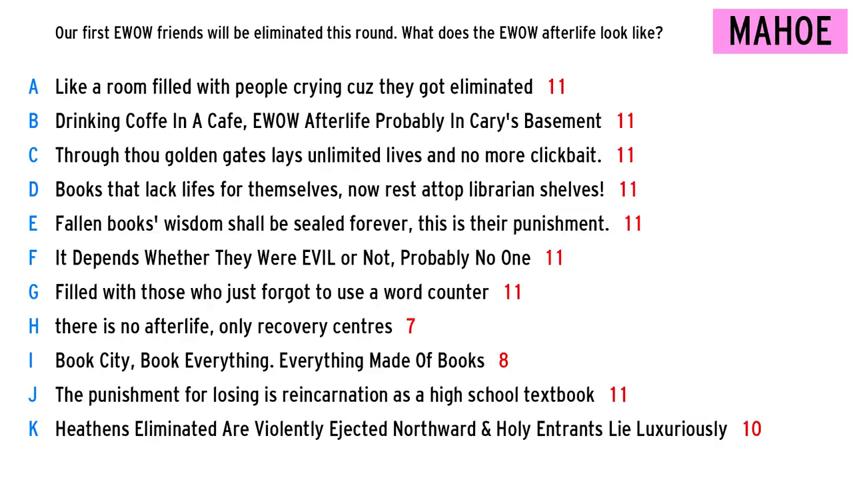 Our first EWOW friends will be eliminated this round. What does the EWOW afterlife look like?
MAHOE
A Like a room filled with people crying cuz they got eliminated 11
B Drinking Coffe In A Cafe, EWOW Afterlife Probably In Cary's Basement 11
C Through thou golden gates lays unlimited lives and no more clickbait. 11
D Books that lack lifes for themselves, now rest attop librarian shelves! 11
E Fallen books' wisdom shall be sealed forever, this is their punishment. 11
F It Depends Whether They Were EVIL or Not, Probably No One 11
G Filled with those who just forgot to use a word counter 11
H there is no afterlife, only recovery centres 7
I Book City, Book Everything. Everything Made Of Books 8
J The punishment for losing is reincarnation as a high school textbook 11
K Heathens Eliminated Are Violently Ejected Northward & Holy Entrants Lie Luxuriously 10